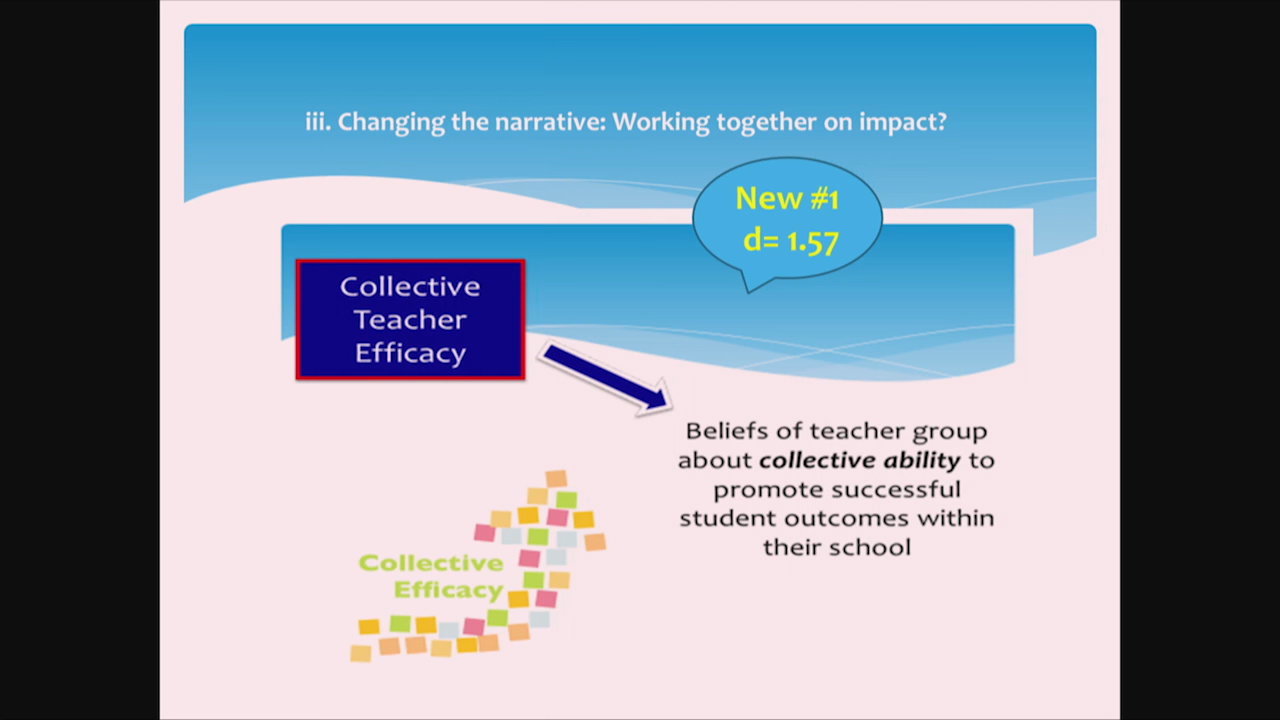 iii. Changing the narrative: Working together on impact?
New #1
d= 1.57
Collective
Teacher
Efficacy
Beliefs of teacher group
about collective ability to
promote successful
student outcomes within
their school
Collective
Efficacy